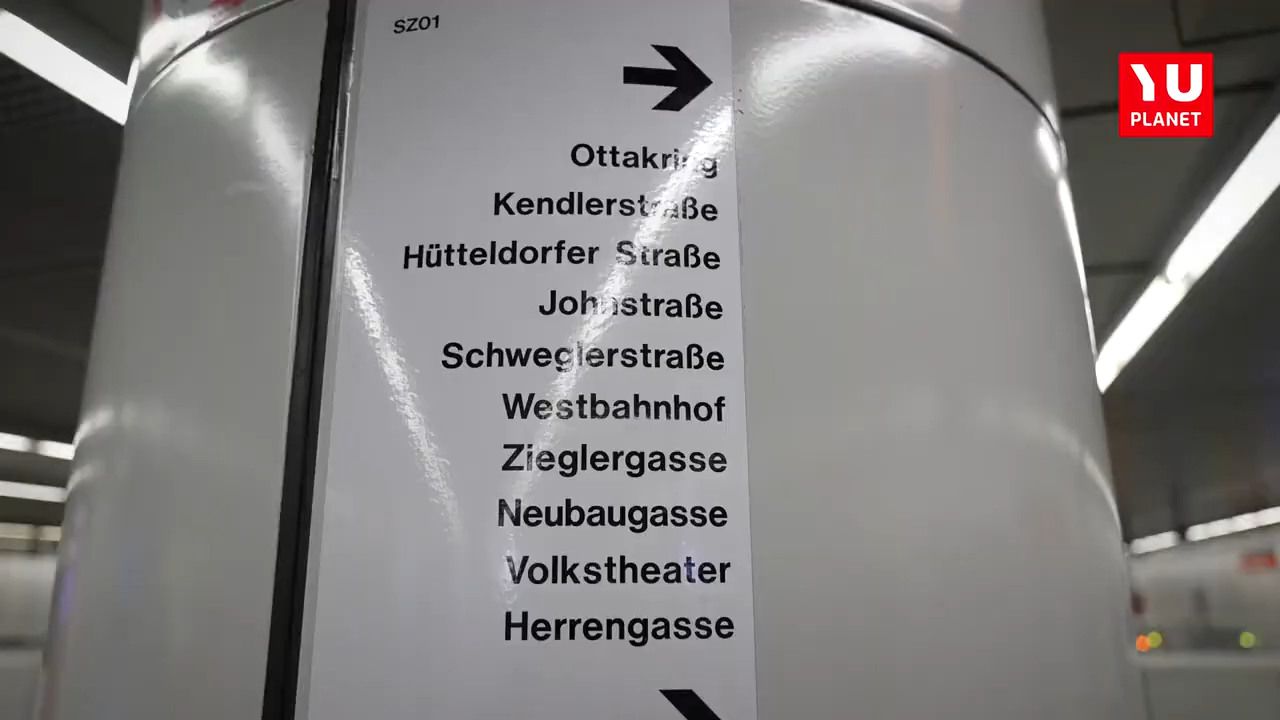 SZ01
YU
PLANET
Ottakring
Kendlerstraße
Hütteldorfer Straße
Johnstraße
Schweglerstraße
Westbahnhof
Zieglergasse
Neubaugasse
Volkstheater
Herrengasse